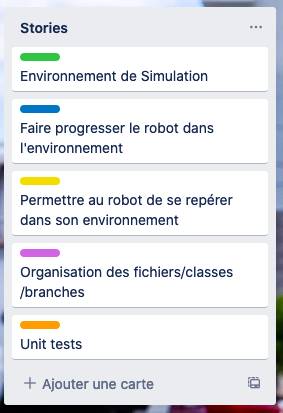 Stories
Environnement de Simulation
Faire progresser le robot dans
l'environnement
Permettre au robot de se repérer
dans son environnement
Organisation des fichiers/classes
/branches
Unit tests
Ajouter une carte